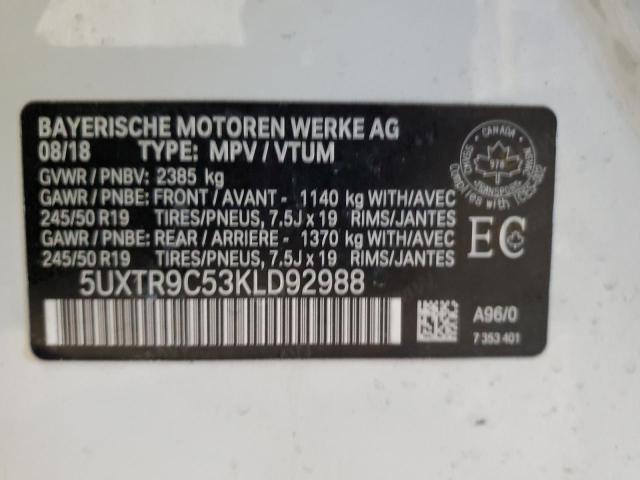 BAYERISCHE MOTOREN WERKE AG
08/18 TYPE: MPV / VTUM
GVWR / PNBV: 2385 kg
GAWR / PNBE: FRONT / AVANT - 1140 kg WITH/AVEC
245/50 R19 TIRES/PNEUS, 7.5J x 19 RIMS/JANTES
GAWR / PNBE: REAR / ARRIERE - 1370 kg WITH/AVEC
245/50 R19 TIRES/PNEUS, 7.5J x 19 RIMS/JANTES
5UXTR9C53KLD92988
CANADA
TRANSPORT
978
EC
A96/0
7 353 401